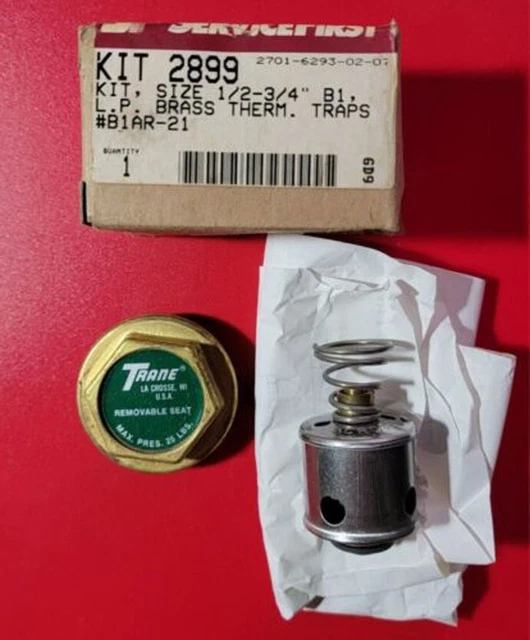 SERVICEFIRST
KIT 2899 2701-6293-02-07
KIT, SIZE 1/2-3/4" B1,
L.P. BRASS THERM. TRAPS
#B1AR-21
QUANTITY
1
6D9
TRANE®
LA CROSSE, WI
U.S.A
REMOVABLE SEAT
MAX. PRES. 25 LBS.